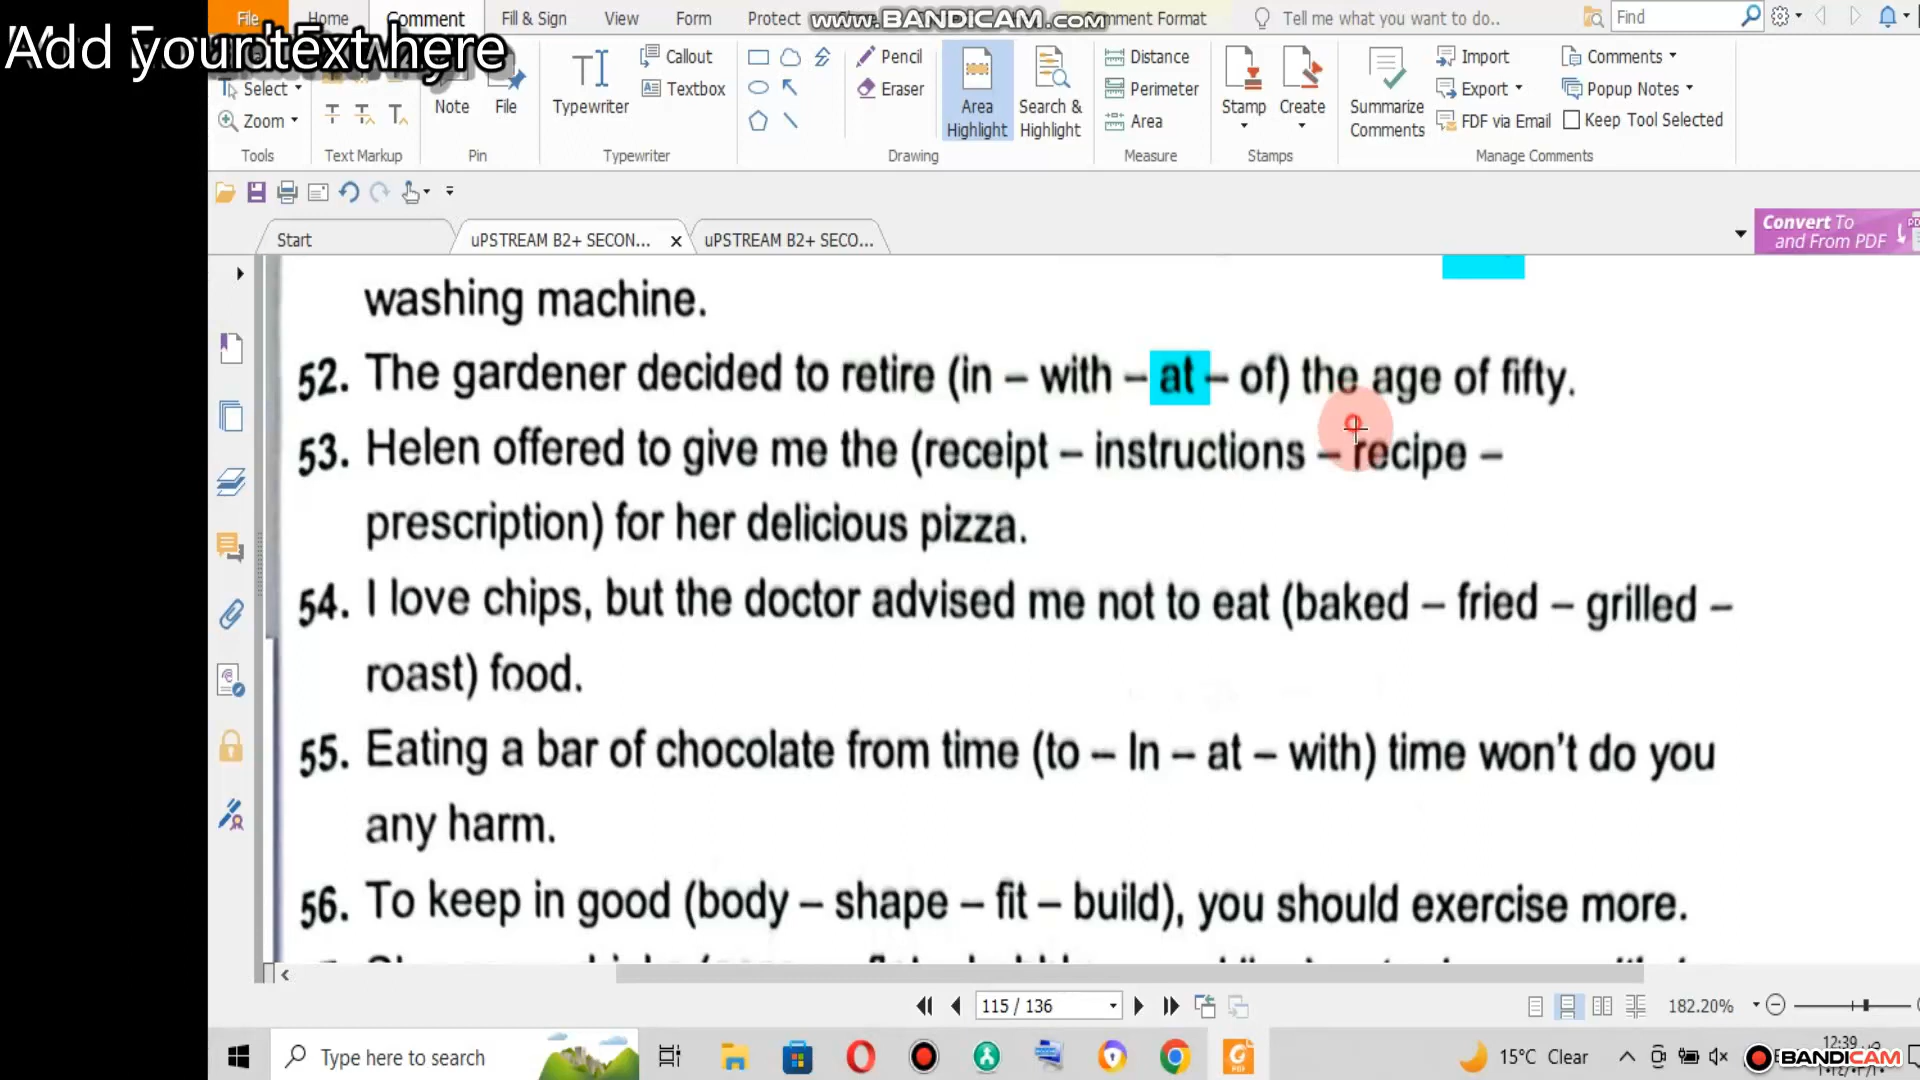 File Home Comment Fill & Sign View Form Protect www.BANDICAM.com Comment Format Tell me what you want to do.. Find
Add your text here
Select Note File Typewriter Callout Textbox Pencil Eraser Area Highlight Search & Highlight Distance Perimeter Area Stamp Create Summarize Comments Import Export FDF via Email Comments Popup Notes Keep Tool Selected
Zoom
Tools Text Markup Pin Typewriter Drawing Measure Stamps Manage Comments
Start uPSTREAM B2+ SECON... uPSTREAM B2+ SECO... Convert To and From PDF
washing machine.
52. The gardener decided to retire (in – with – at – of) the age of fifty.
53. Helen offered to give me the (receipt – instructions – recipe –
prescription) for her delicious pizza.
54. I love chips, but the doctor advised me not to eat (baked – fried – grilled –
roast) food.
55. Eating a bar of chocolate from time (to – In – at – with) time won't do you
any harm.
56. To keep in good (body – shape – fit – build), you should exercise more.
115 / 136 182.20%
Type here to search 15°C Clear 12:39 BANDICAM